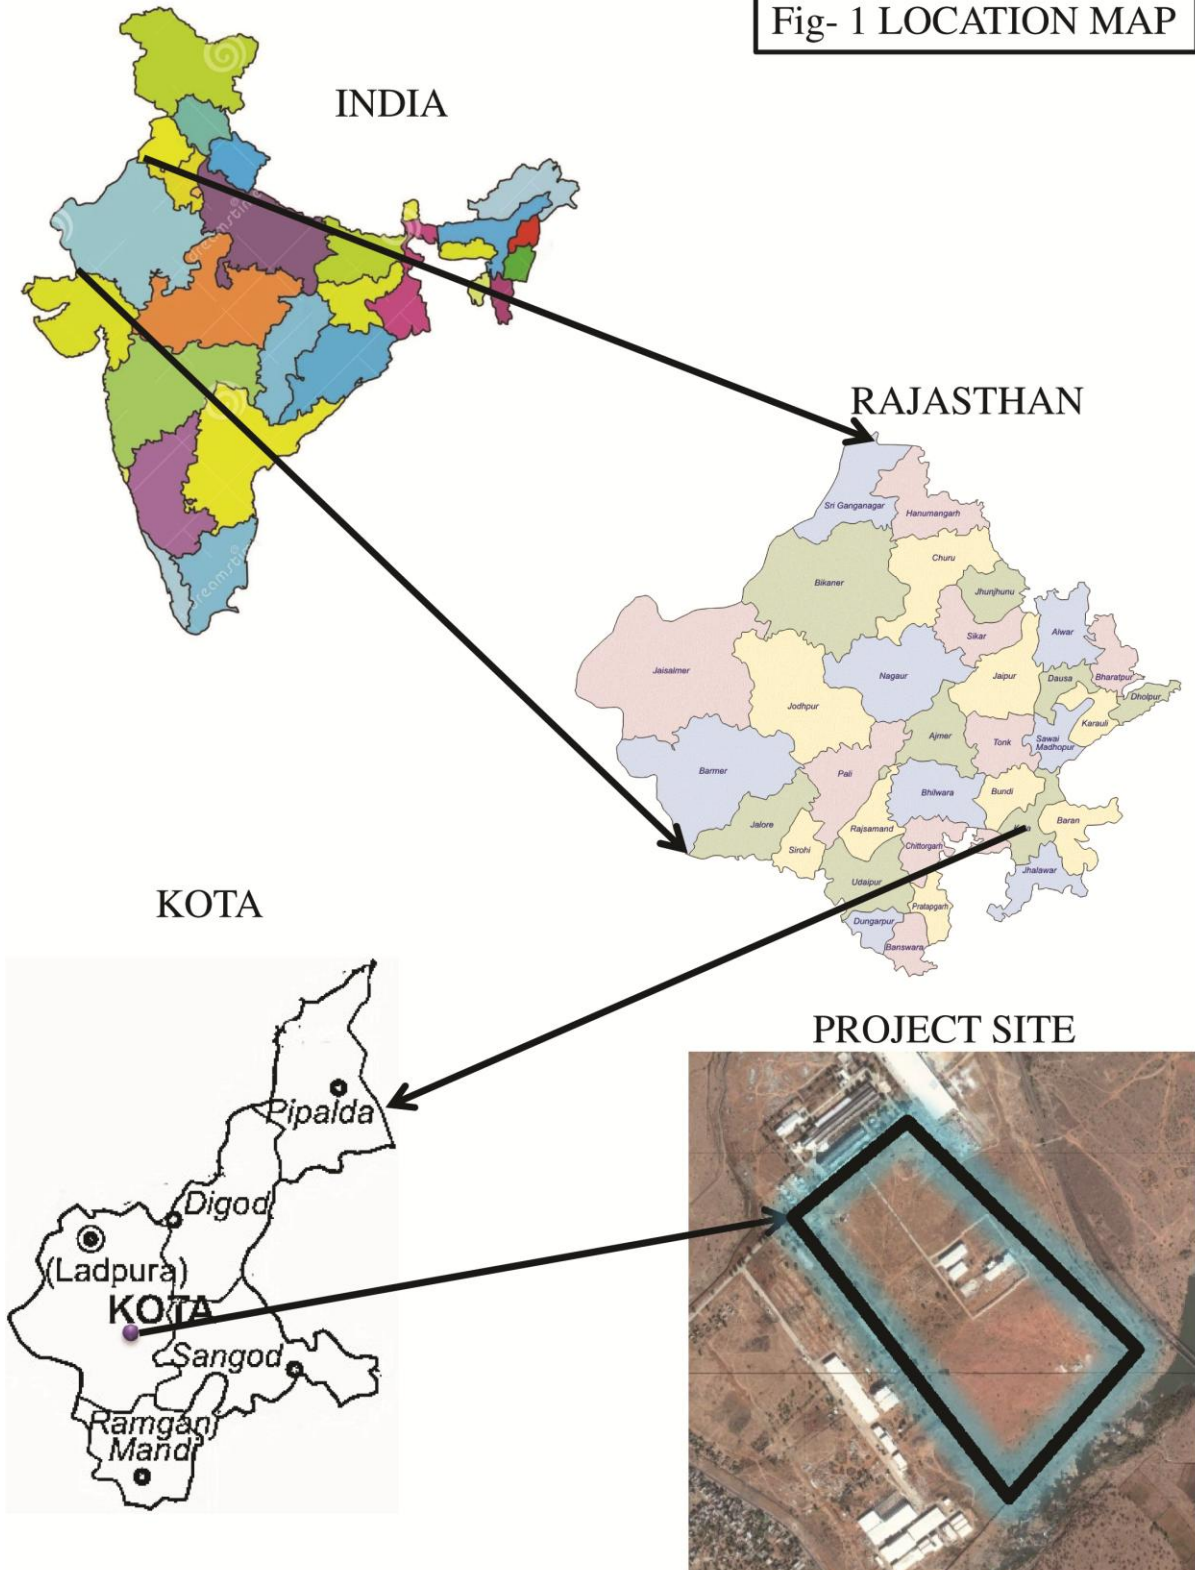 Fig- 1 LOCATION MAP
INDIA
dreamstime
dreamstime
RAJASTHAN
Sri Ganganagar
Hanumangarh
Churu
Bikaner
Jhunjhunu
Sikar
Alwar
Jaisalmer
Nagaur
Jaipur
Dausa
Bharatpur
Dholpur
Jodhpur
Karauli
Ajmer
Tonk
Sawai
Madhopur
Barmer
Pali
Bhilwara
Bundi
Baran
Jalore
Rajsamand
Sirohi
Chittorgarh
Jhalawar
Udaipur
Pratapgarh
Dungarpur
Banswara
KOTA
PROJECT SITE
Pipalda
Digod
(Ladpura)
KOTA
Sangod
Ramganj
Mandi